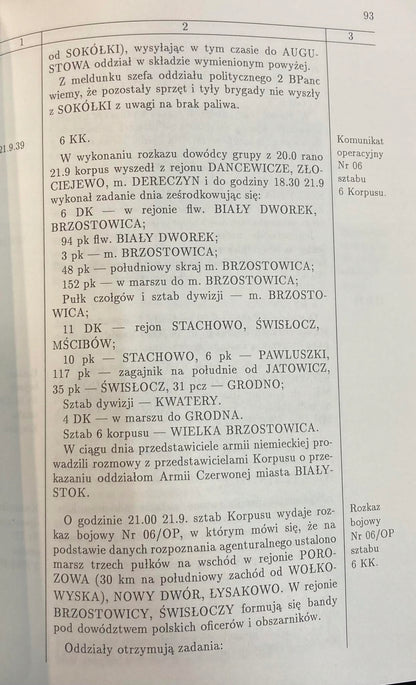 93
1
2
3
od SOKÓŁKI), wysyłając w tym czasie do AUGU-
STOWA oddział w składzie wymienionym powyżej.
Z meldunku szefa oddziału politycznego 2 BPanc
wiemy, że pozostały sprzęt i tyły brygady nie wyszły
z SOKÓŁKI z uwagi na brak paliwa.
21.9.39
6 KK.
W wykonaniu rozkazu dowódcy grupy z 20.0 rano
21.9 korpus wyszedł z rejonu DANCEWICZE, ZŁO-
CIEJEWO, m. DERECZYN i do godziny 18.30 21.9
wykonał zadanie dnia ześrodkowując się:
6 DK — w rejonie flw. BIAŁY DWOREK,
BRZOSTOWICA;
94 pk flw. BIAŁY DWOREK;
3 pk — m. BRZOSTOWICA;
48 pk — południowy skraj m. BRZOSTOWICA;
152 pk — w marszu do m. BRZOSTOWICA;
Pułk czołgów i sztab dywizji — m. BRZOSTO-
WICA;
11 DK — rejon STACHOWO, ŚWISŁOCZ,
MŚCIBÓW;
10 pk — STACHOWO, 6 pk — PAWLUSZKI,
117 pk — zagajnik na południe od JATOWICZ,
35 pk — ŚWISŁOCZ, 31 pcz — GRODNO;
Sztab dywizji — KWATERY.
4 DK — w marszu do GRODNA.
Sztab 6 korpusu — WIELKA BRZOSTOWICA.
W ciągu dnia przedstawiciele armii niemieckiej pro-
wadzili rozmowy z przedstawicielami Korpusu o prze-
kazaniu oddziałom Armii Czerwonej miasta BIAŁY-
STOK.
Komunikat
operacyjny
Nr 06
sztabu
6 Korpusu.
O godzinie 21.00 21.9. sztab Korpusu wydaje roz-
kaz bojowy Nr 06/OP, w którym mówi się, że na
podstawie danych rozpoznania agenturalnego ustalono
marsz trzech pułków na wschód w rejonie PORO-
ZOWA (30 km na południowy zachód od WOŁKO-
WYSKA), NOWY DWÓR, ŁYSAKOWO. W rejonie
BRZOSTOWICY, ŚWISŁOCZY formują się bandy
pod dowództwem polskich oficerów i obszarników.
Oddziały otrzymują zadania:
Rozkaz
bojowy
Nr 06/OP
sztabu
6 KK.